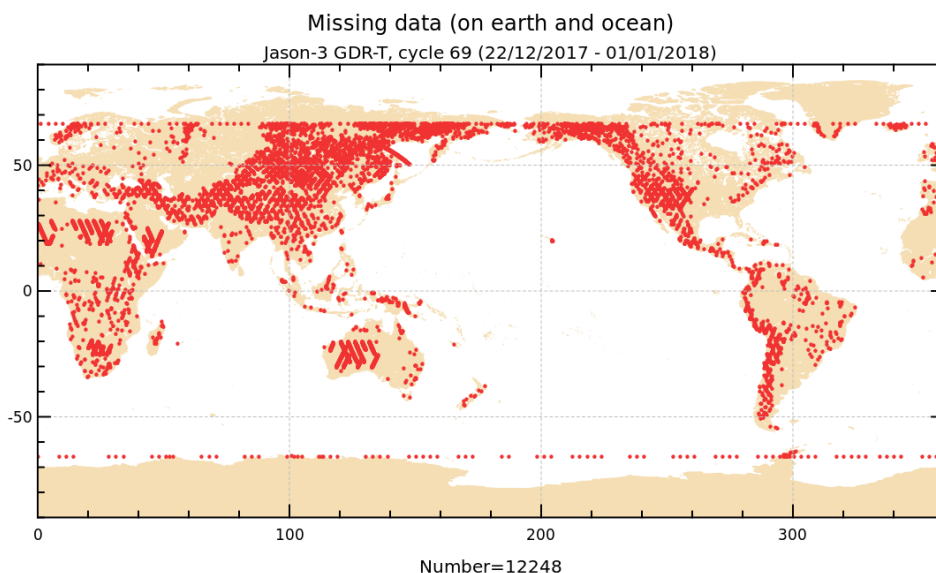 Missing data (on earth and ocean)
Jason-3 GDR-T, cycle 69 (22/12/2017 - 01/01/2018)
50
0
-50
0 100 200 300
Number=12248